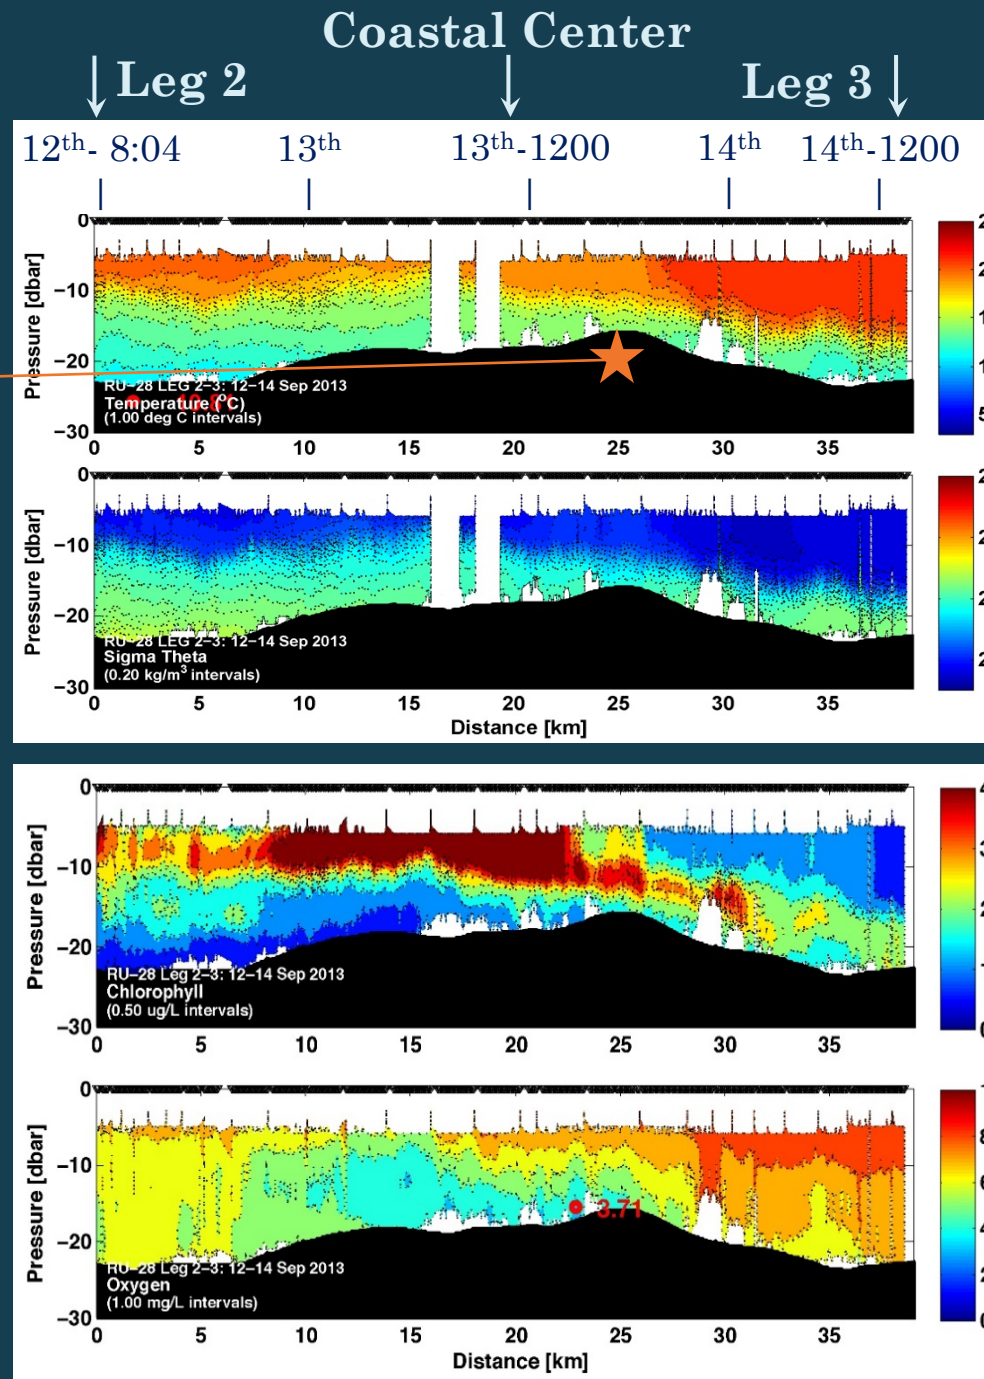 Coastal Center
Leg 2
Leg 3
12th- 8:04 13th 13th-1200 14th 14th-1200
Pressure [dbar]
0
−10
−20
−30
RU−28 LEG 2−3: 12−14 Sep 2013
Temperature (°C)
(1.00 deg C intervals)
0 5 10 15 20 25 30 35
Pressure [dbar]
0
−10
−20
−30
RU−28 LEG 2−3: 12−14 Sep 2013
Sigma Theta
(0.20 kg/m3 intervals)
0 5 10 15 20 25 30 35
Distance [km]
Pressure [dbar]
0
−10
−20
−30
RU−28 Leg 2−3: 12−14 Sep 2013
Chlorophyll
(0.50 ug/L intervals)
0 5 10 15 20 25 30 35
Pressure [dbar]
0
−10
−20
−30
3.71
RU−28 Leg 2−3: 12−14 Sep 2013
Oxygen
(1.00 mg/L intervals)
0 5 10 15 20 25 30 35
Distance [km]